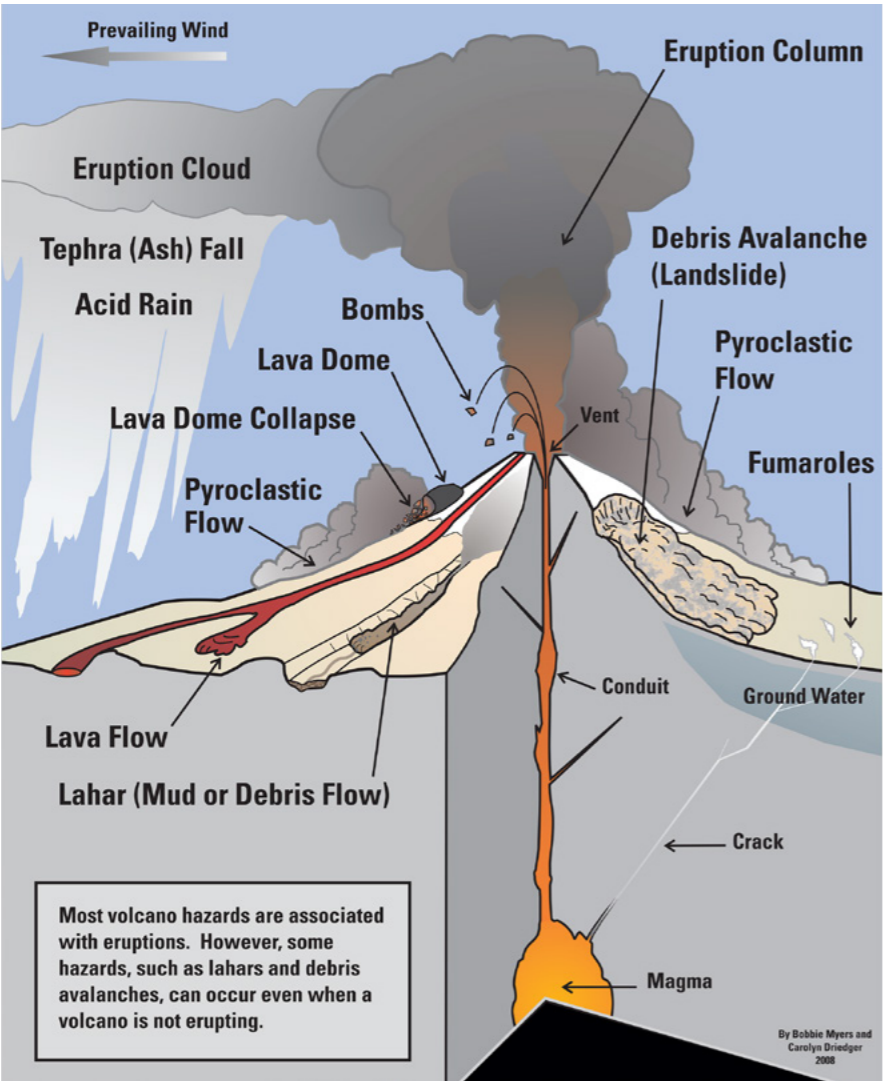 Prevailing Wind
Eruption Column
Eruption Cloud
Tephra (Ash) Fall
Acid Rain
Debris Avalanche
(Landslide)
Bombs
Lava Dome
Pyroclastic
Flow
Lava Dome Collapse
Vent
Fumaroles
Pyroclastic
Flow
Conduit
Ground Water
Lava Flow
Lahar (Mud or Debris Flow)
Crack
Most volcano hazards are associated
with eruptions. However, some
hazards, such as lahars and debris
avalanches, can occur even when a
volcano is not erupting.
Magma
By Bobbie Myers and
Carolyn Driedger
2008